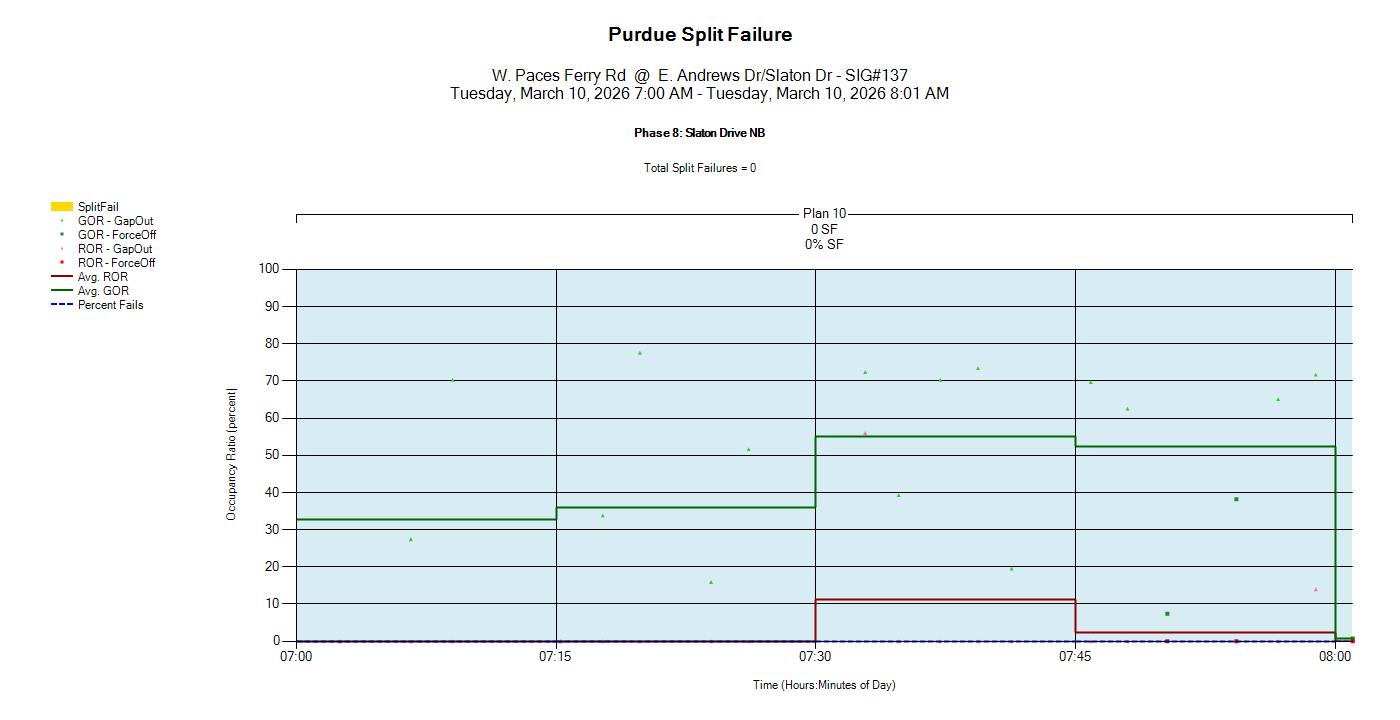 Purdue Split Failure
W. Paces Ferry Rd @ E. Andrews Dr/Slaton Dr - SIG#137
Tuesday, March 10, 2026 7:00 AM - Tuesday, March 10, 2026 8:01 AM
Phase 8: Slaton Drive NB
Total Split Failures = 0
SplitFail
GOR - GapOut
GOR - ForceOff
ROR - GapOut
ROR - ForceOff
Avg. ROR
Avg. GOR
Percent Fails
Plan 10
0 SF
0% SF
100
90
80
70
60
50
40
30
20
10
0
Occupancy Ratio (percent)
07:00 07:15 07:30 07:45 08:00
Time (Hours:Minutes of Day)